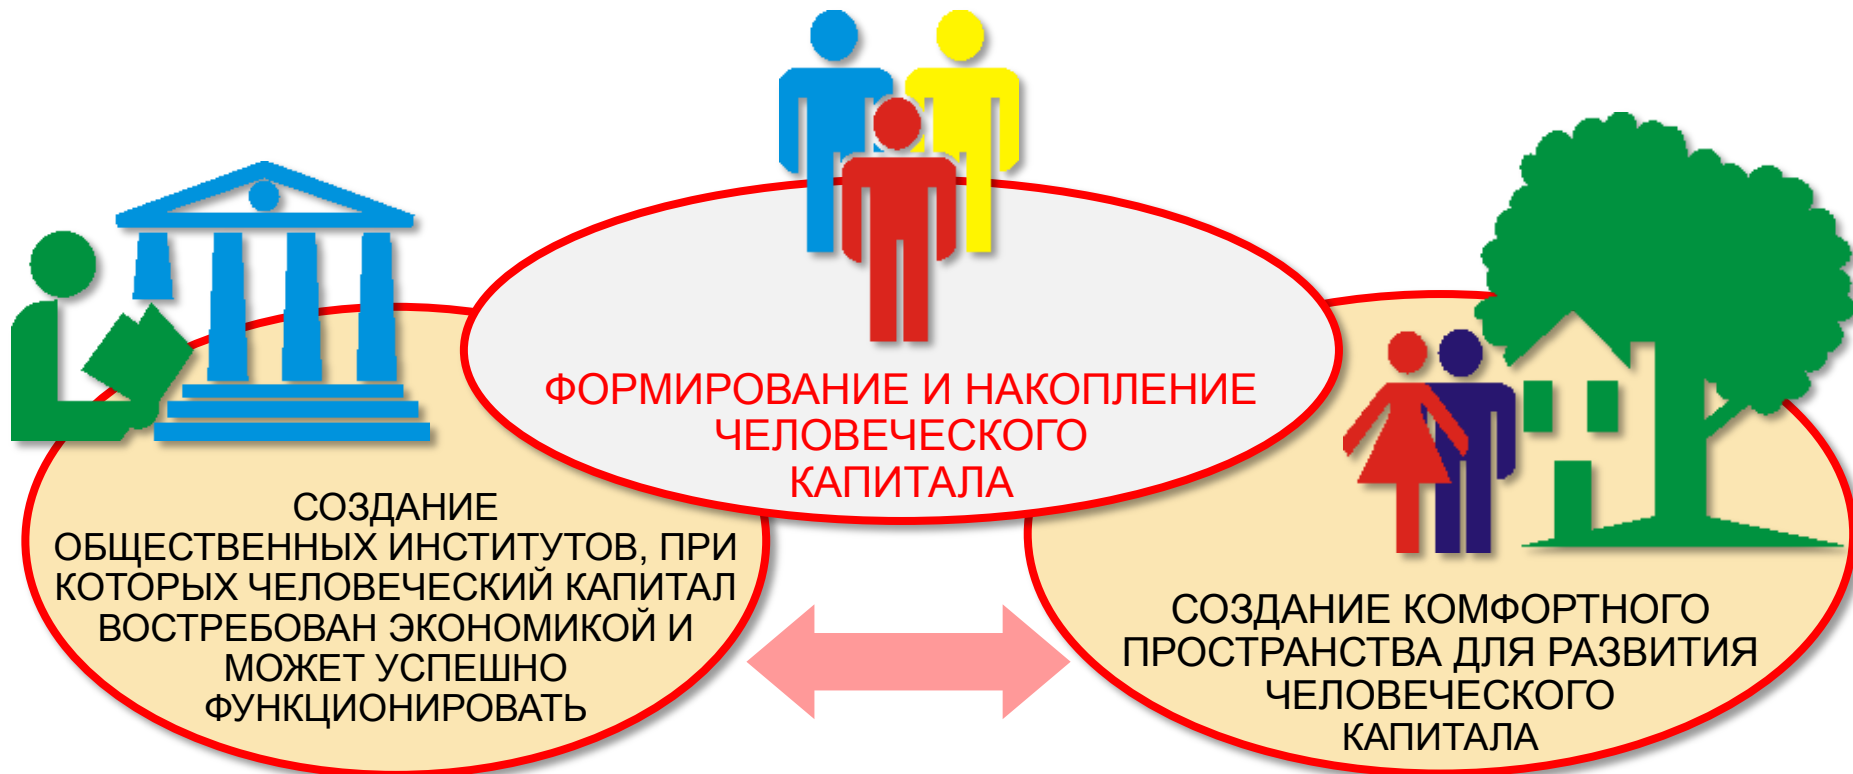 ФОРМИРОВАНИЕ И НАКОПЛЕНИЕ
ЧЕЛОВЕЧЕСКОГО
КАПИТАЛА
СОЗДАНИЕ
ОБЩЕСТВЕННЫХ ИНСТИТУТОВ, ПРИ
КОТОРЫХ ЧЕЛОВЕЧЕСКИЙ КАПИТАЛ
ВОСТРЕБОВАН ЭКОНОМИКОЙ И
МОЖЕТ УСПЕШНО
ФУНКЦИОНИРОВАТЬ
СОЗДАНИЕ КОМФОРТНОГО
ПРОСТРАНСТВА ДЛЯ РАЗВИТИЯ
ЧЕЛОВЕЧЕСКОГО
КАПИТАЛА